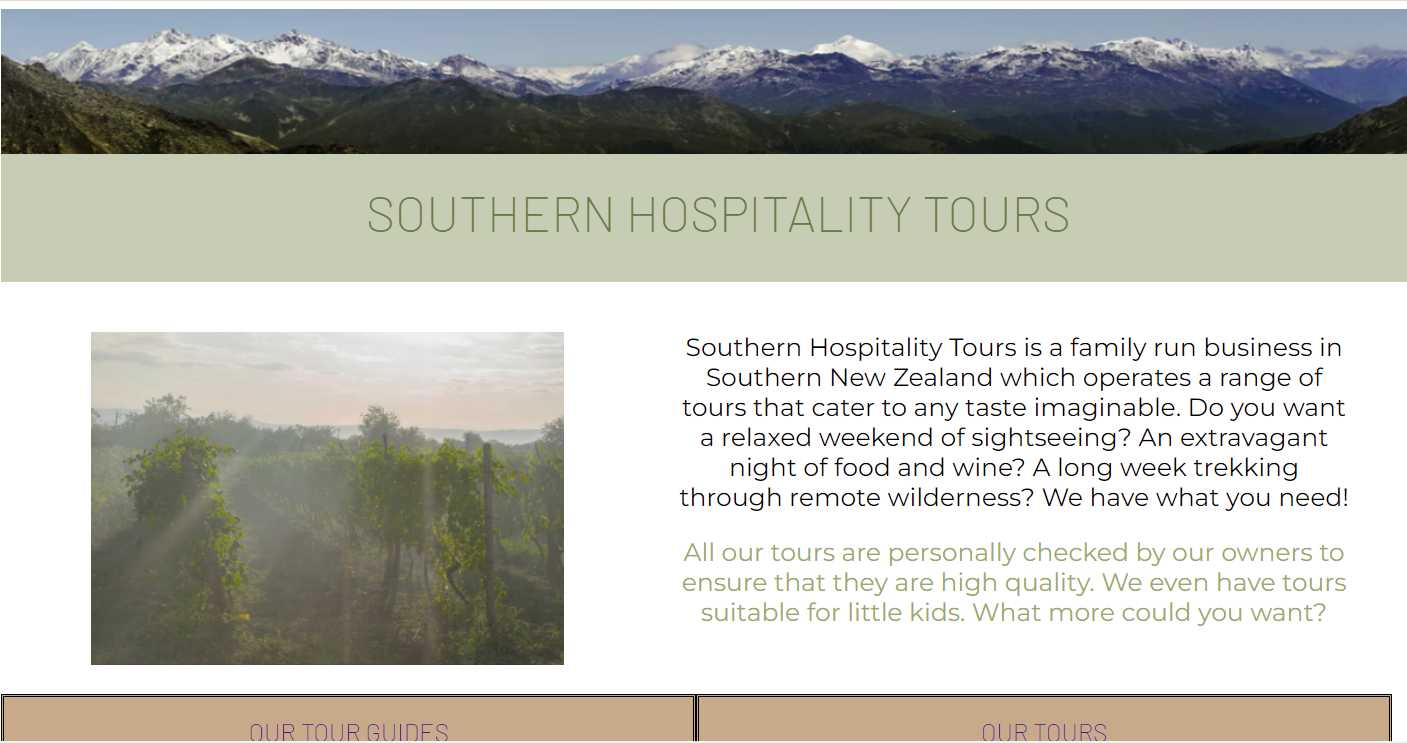 SOUTHERN HOSPITALITY TOURS
Southern Hospitality Tours is a family run business in
Southern New Zealand which operates a range of
tours that cater to any taste imaginable. Do you want
a relaxed weekend of sightseeing? An extravagant
night of food and wine? A long week trekking
through remote wilderness? We have what you need!
All our tours are personally checked by our owners to
ensure that they are high quality. We even have tours
suitable for little kids. What more could you want?
OUR TOUR GUIDES
OUR TOURS